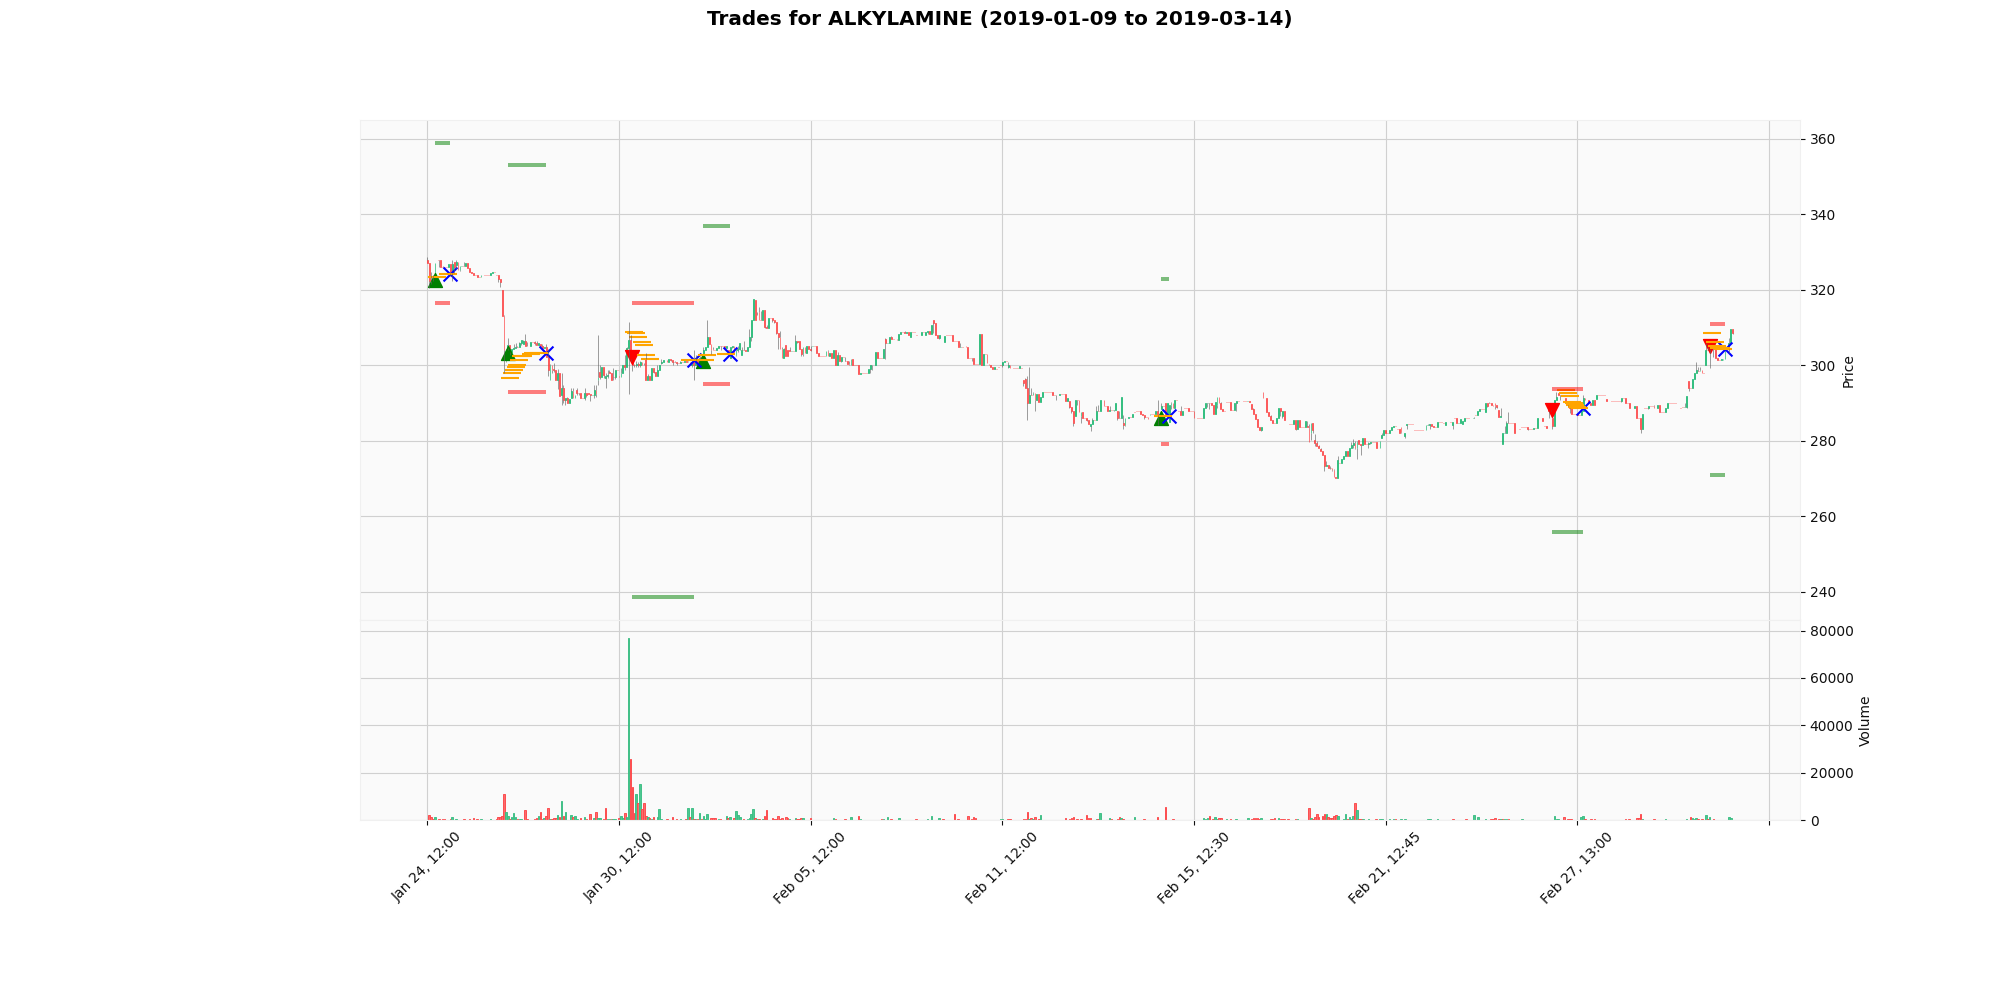 Trades for ALKYLAMINE (2019-01-09 to 2019-03-14)
360
340
320
300
280
260
240
Price
80000
60000
40000
20000
0
Volume
Jan 24, 12:00
Jan 30, 12:00
Feb 05, 12:00
Feb 11, 12:00
Feb 15, 12:30
Feb 21, 12:45
Feb 27, 13:00